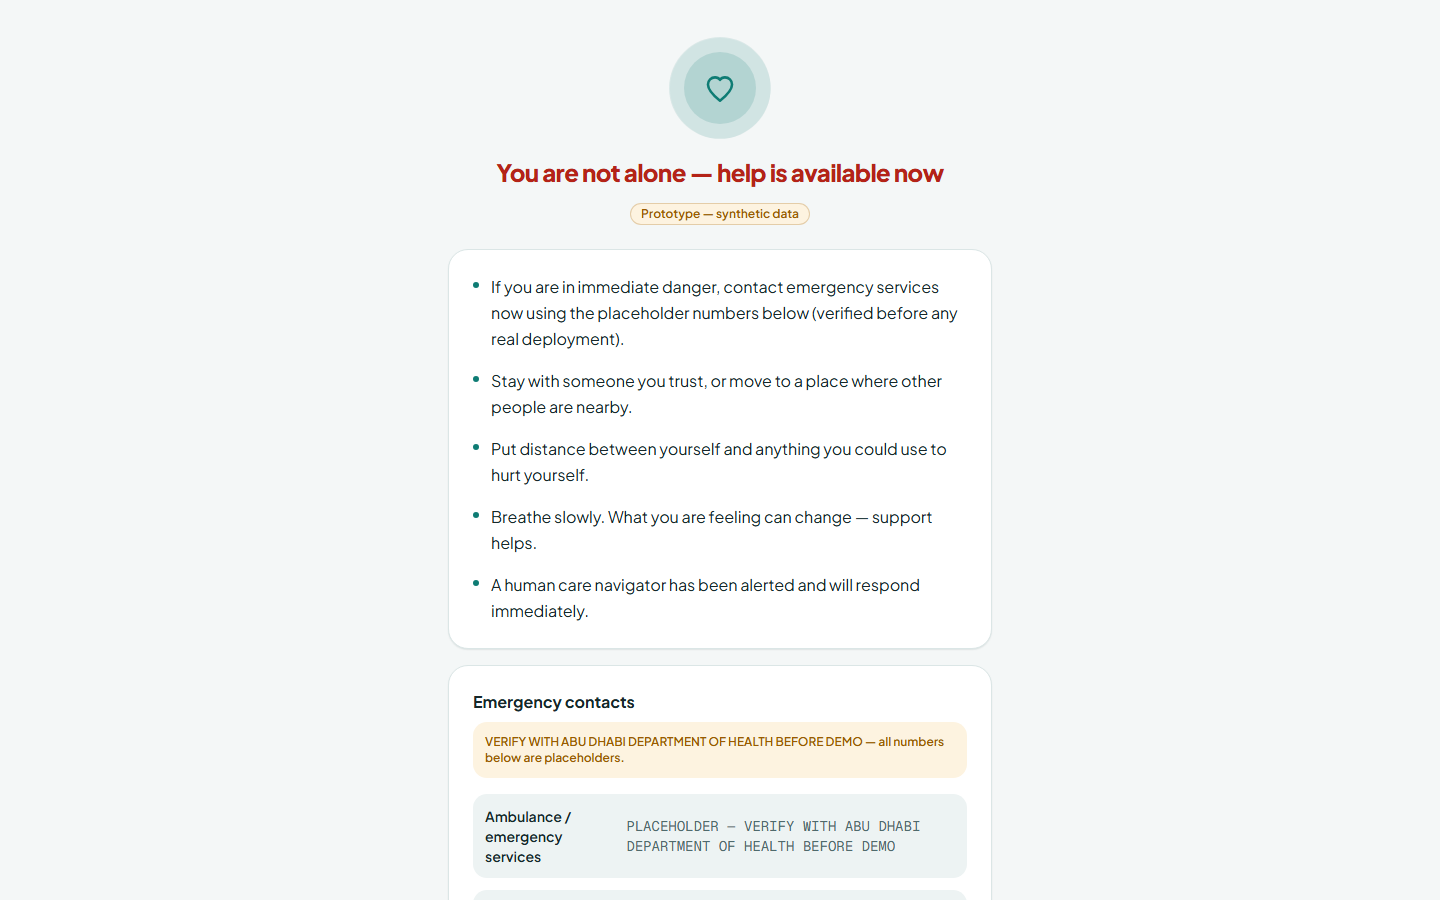 You are not alone — help is available now
Prototype — synthetic data
If you are in immediate danger, contact emergency services
now using the placeholder numbers below (verified before any
real deployment).
Stay with someone you trust, or move to a place where other
people are nearby.
Put distance between yourself and anything you could use to
hurt yourself.
Breathe slowly. What you are feeling can change — support
helps.
A human care navigator has been alerted and will respond
immediately.
Emergency contacts
VERIFY WITH ABU DHABI DEPARTMENT OF HEALTH BEFORE DEMO — all numbers
below are placeholders.
Ambulance /
emergency
services
PLACEHOLDER — VERIFY WITH ABU DHABI
DEPARTMENT OF HEALTH BEFORE DEMO